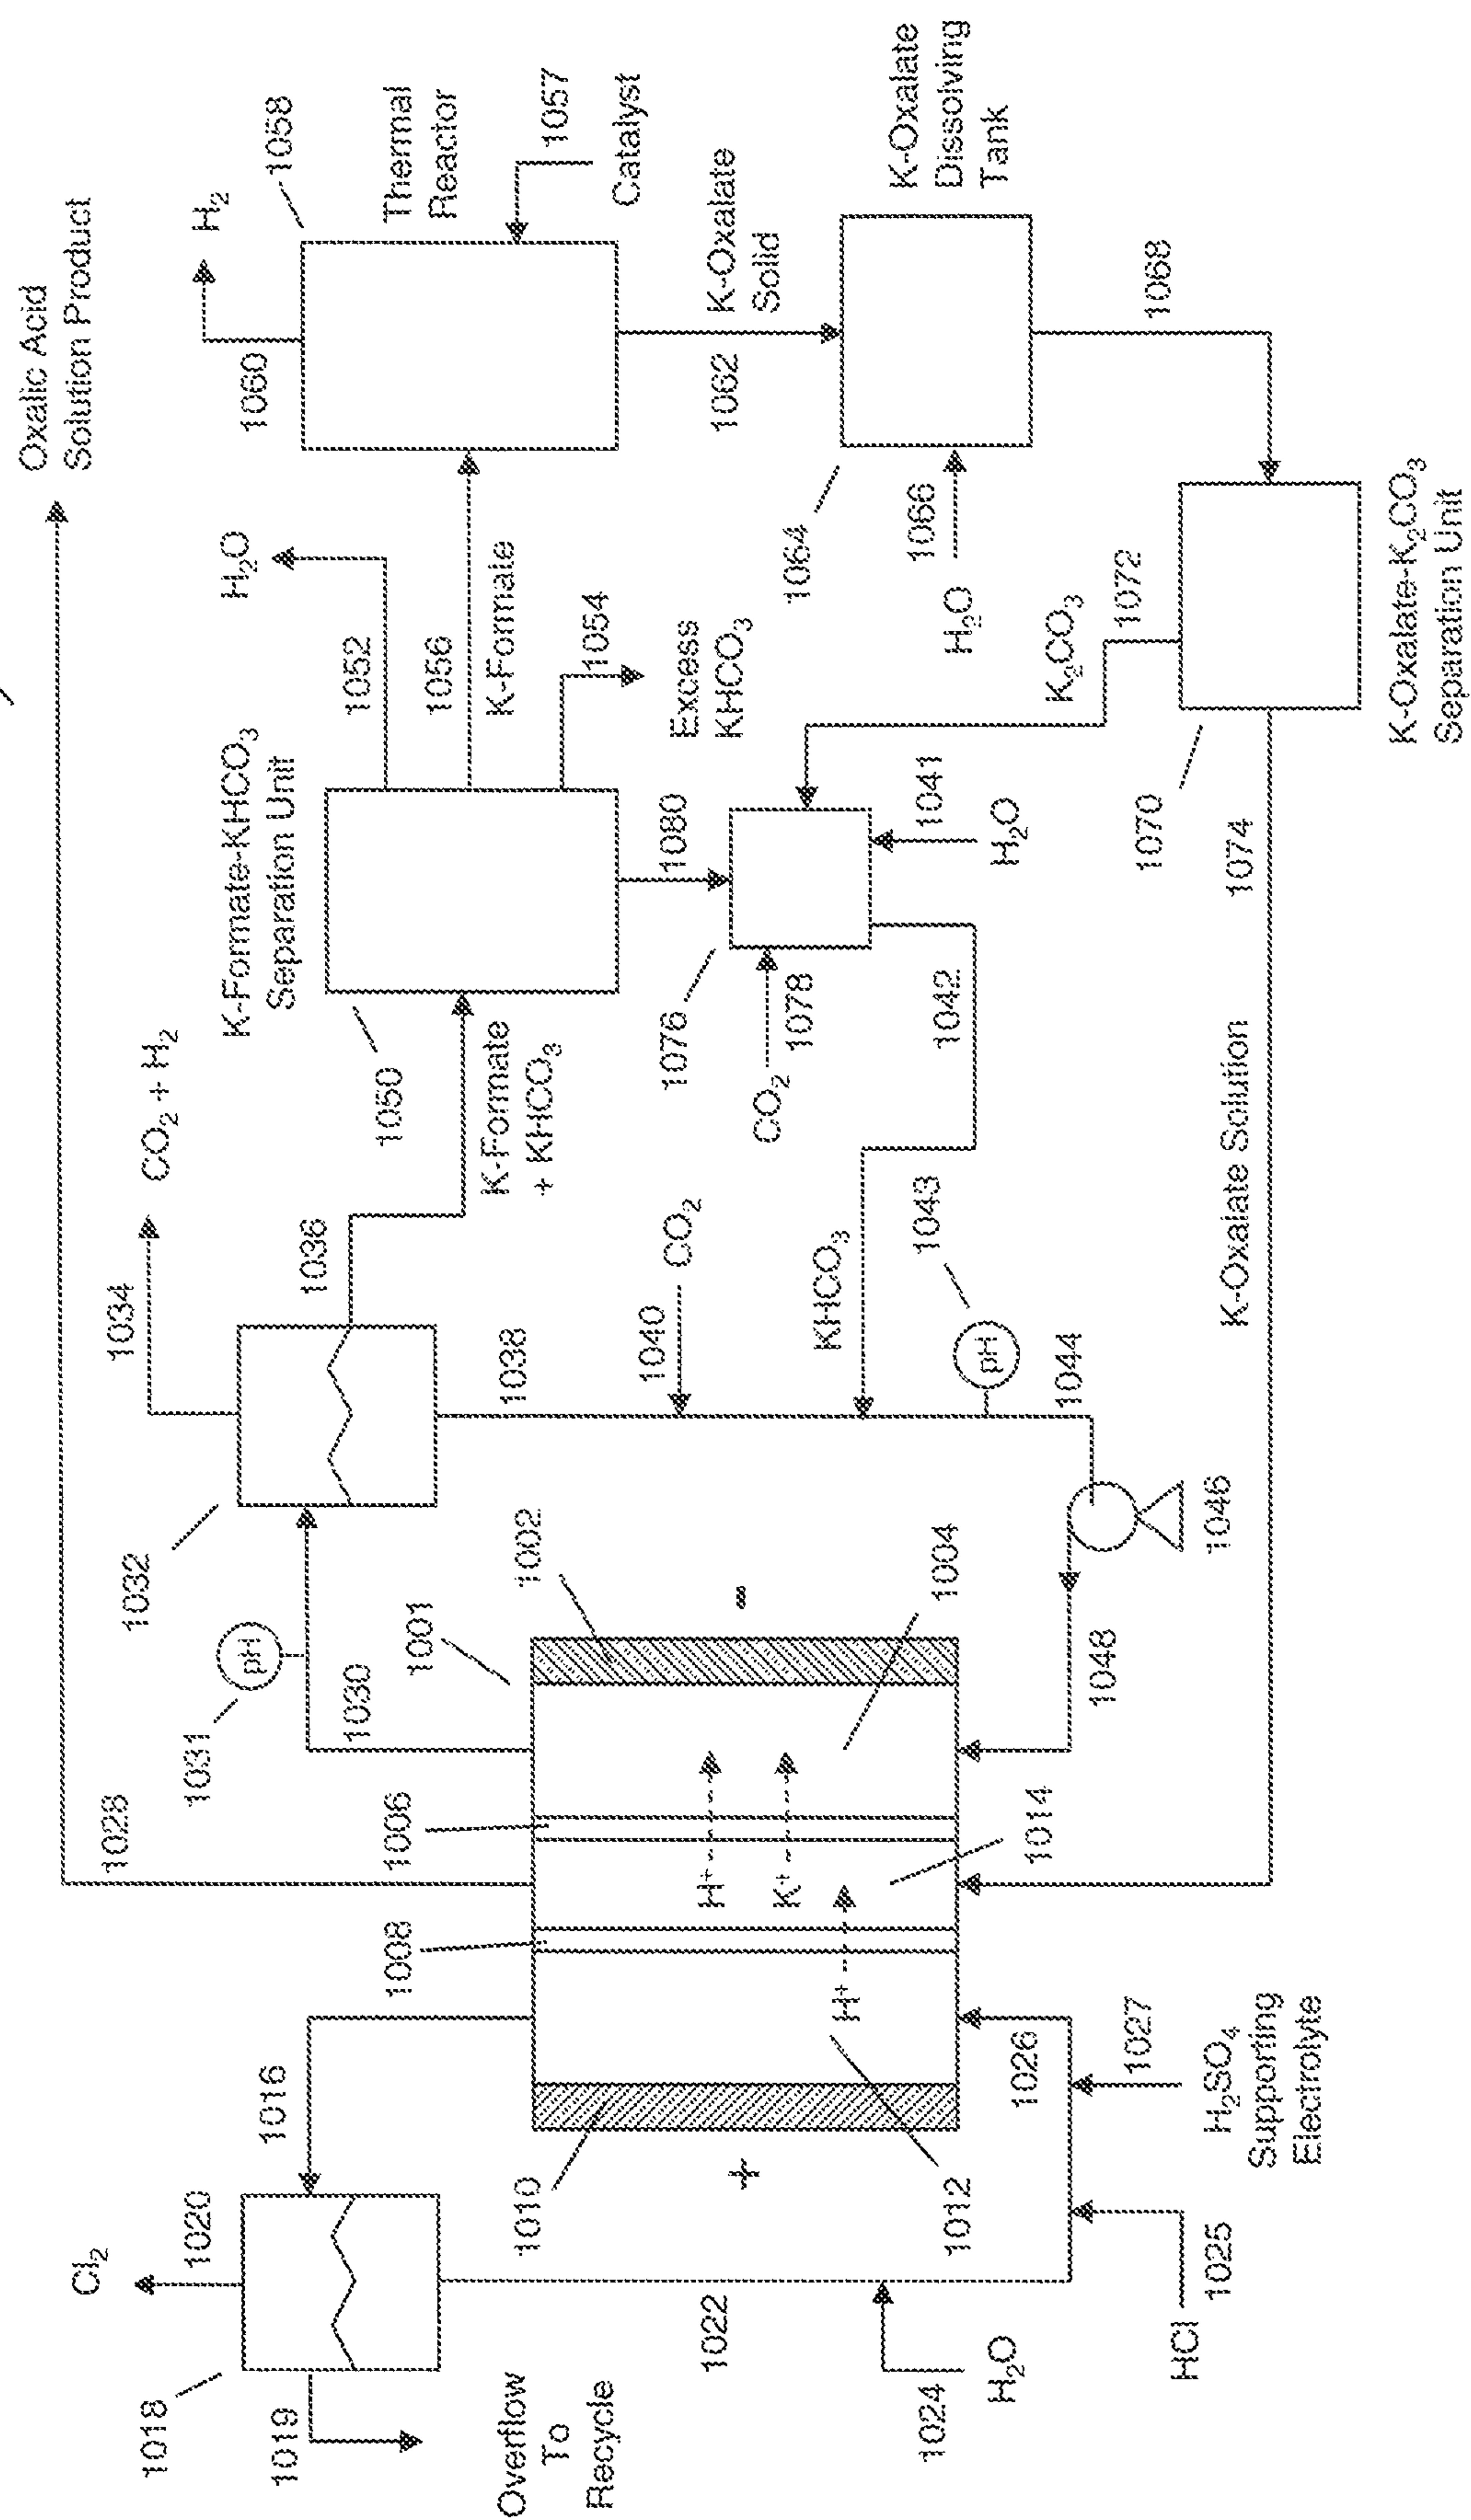 Oxalic Acid
Solution Product
1028
Cl₂
1020
1018
1019
Overflow
To
Recycle
1016
1022
1024
H₂O
HCl
1025
1026
1027
H₂SO₄
Supporting
Electrolyte
1010
1012
+
1008
1006
H⁺
K⁺
H⁺
1014
1001
1002
1004
-
1030
1031
pH
1032
1034
CO₂ + H₂
1036
1038
1040
CO₂
KHCO₃
1043
pH
1044
1046
1048
K-Formate
+ KHCO₃
1050
K-Formate-KHCO₃
Separation Unit
1052
H₂O
1056
K-Formate
1054
Excess
KHCO₃
1080
1076
CO₂
1078
1042
1041
H₂O
1060
H₂
1058
Thermal
Reactor
1057
Catalyst
1062
K-Oxalate
Solid
1064
1066
H₂O
K-Oxalate
Dissolving
Tank
1068
K₂CO₃
1072
1070
1074
K-Oxalate-K₂CO₃
Separation Unit
K-Oxalate Solution